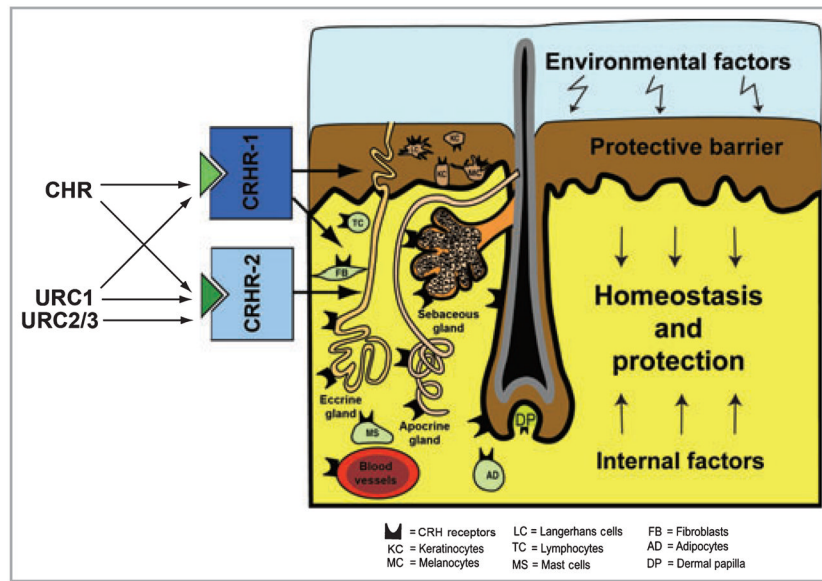 Environmental factors
Protective barrier
CRHR-1
CHR
CRHR-2
URC1
URC2/3
LC
KC
KC
MC
TC
FB
Sebaceous
gland
Homeostasis
and
protection
Eccrine
gland
Apocrine
gland
MS
DP
Blood
vessels
AD
Internal factors
= CRH receptors
KC = Keratinocytes
MC = Melanocytes
LC = Langerhans cells
TC = Lymphocytes
MS = Mast cells
FB = Fibroblasts
AD = Adipocytes
DP = Dermal papilla